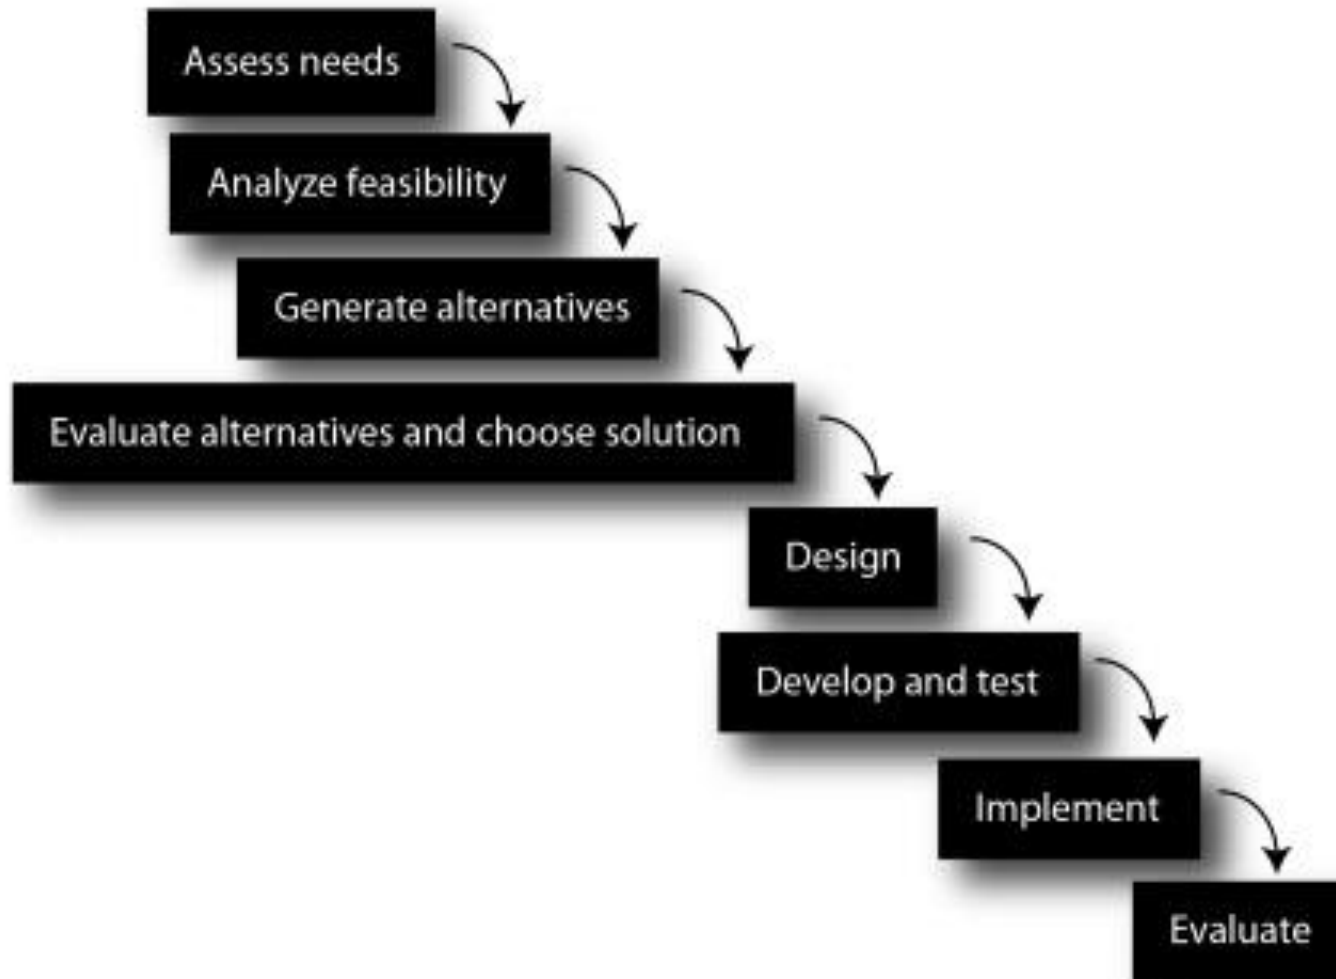 Assess needs
Analyze feasibility
Generate alternatives
Evaluate alternatives and choose solution
Design
Develop and test
Implement
Evaluate